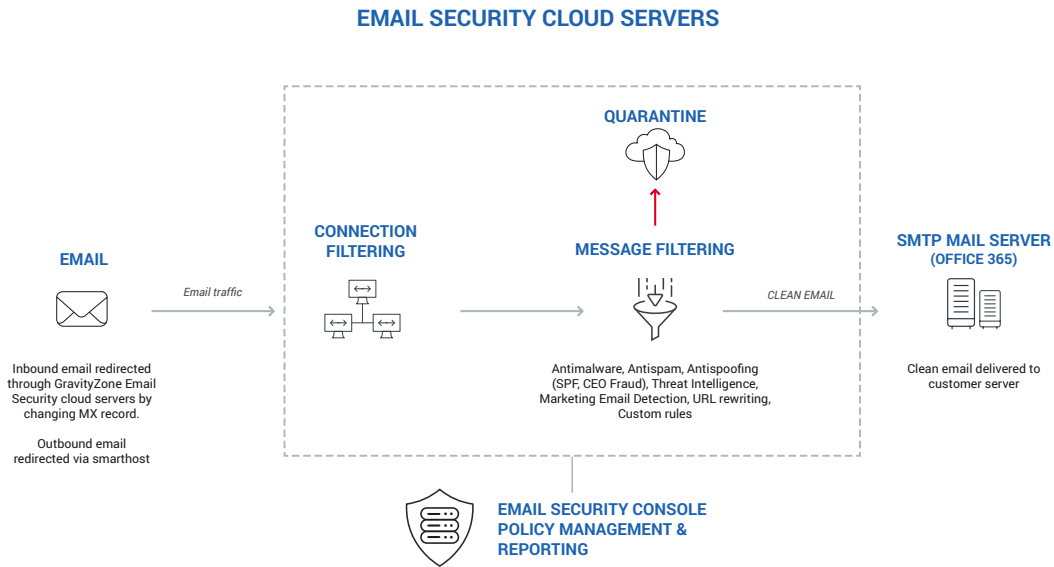 EMAIL SECURITY CLOUD SERVERS
QUARANTINE
CONNECTION
FILTERING
MESSAGE FILTERING
SMTP MAIL SERVER
(OFFICE 365)
EMAIL
Email traffic
CLEAN EMAIL
Inbound email redirected
through GravityZone Email
Security cloud servers by
changing MX record.
Outbound email
redirected via smarthost
Antimalware, Antispam, Antispoofing
(SPF, CEO Fraud), Threat Intelligence,
Marketing Email Detection, URL rewriting,
Custom rules
Clean email delivered to
customer server
EMAIL SECURITY CONSOLE
POLICY MANAGEMENT &
REPORTING